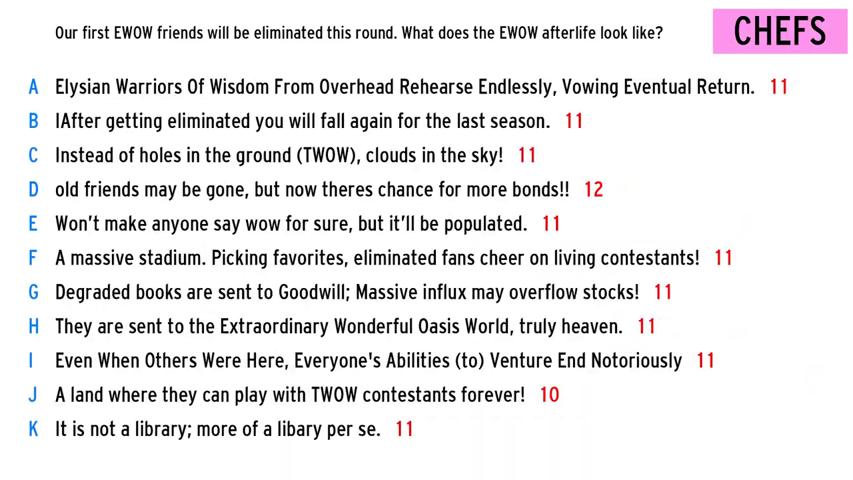 Our first EWOW friends will be eliminated this round. What does the EWOW afterlife look like?
CHEFS
A Elysian Warriors Of Wisdom From Overhead Rehearse Endlessly, Vowing Eventual Return. 11
B IAfter getting eliminated you will fall again for the last season. 11
C Instead of holes in the ground (TWOW), clouds in the sky! 11
D old friends may be gone, but now theres chance for more bonds!! 12
E Won't make anyone say wow for sure, but it'll be populated. 11
F A massive stadium. Picking favorites, eliminated fans cheer on living contestants! 11
G Degraded books are sent to Goodwill; Massive influx may overflow stocks! 11
H They are sent to the Extraordinary Wonderful Oasis World, truly heaven. 11
I Even When Others Were Here, Everyone's Abilities (to) Venture End Notoriously 11
J A land where they can play with TWOW contestants forever! 10
K It is not a library; more of a libary per se. 11